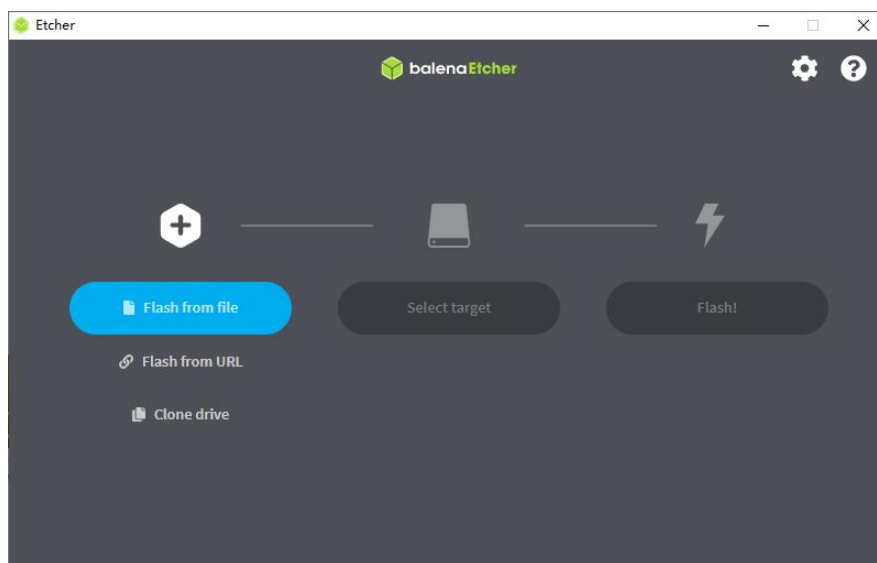 Etcher
balenaEtcher
Flash from file
Select target
Flash!
Flash from URL
Clone drive